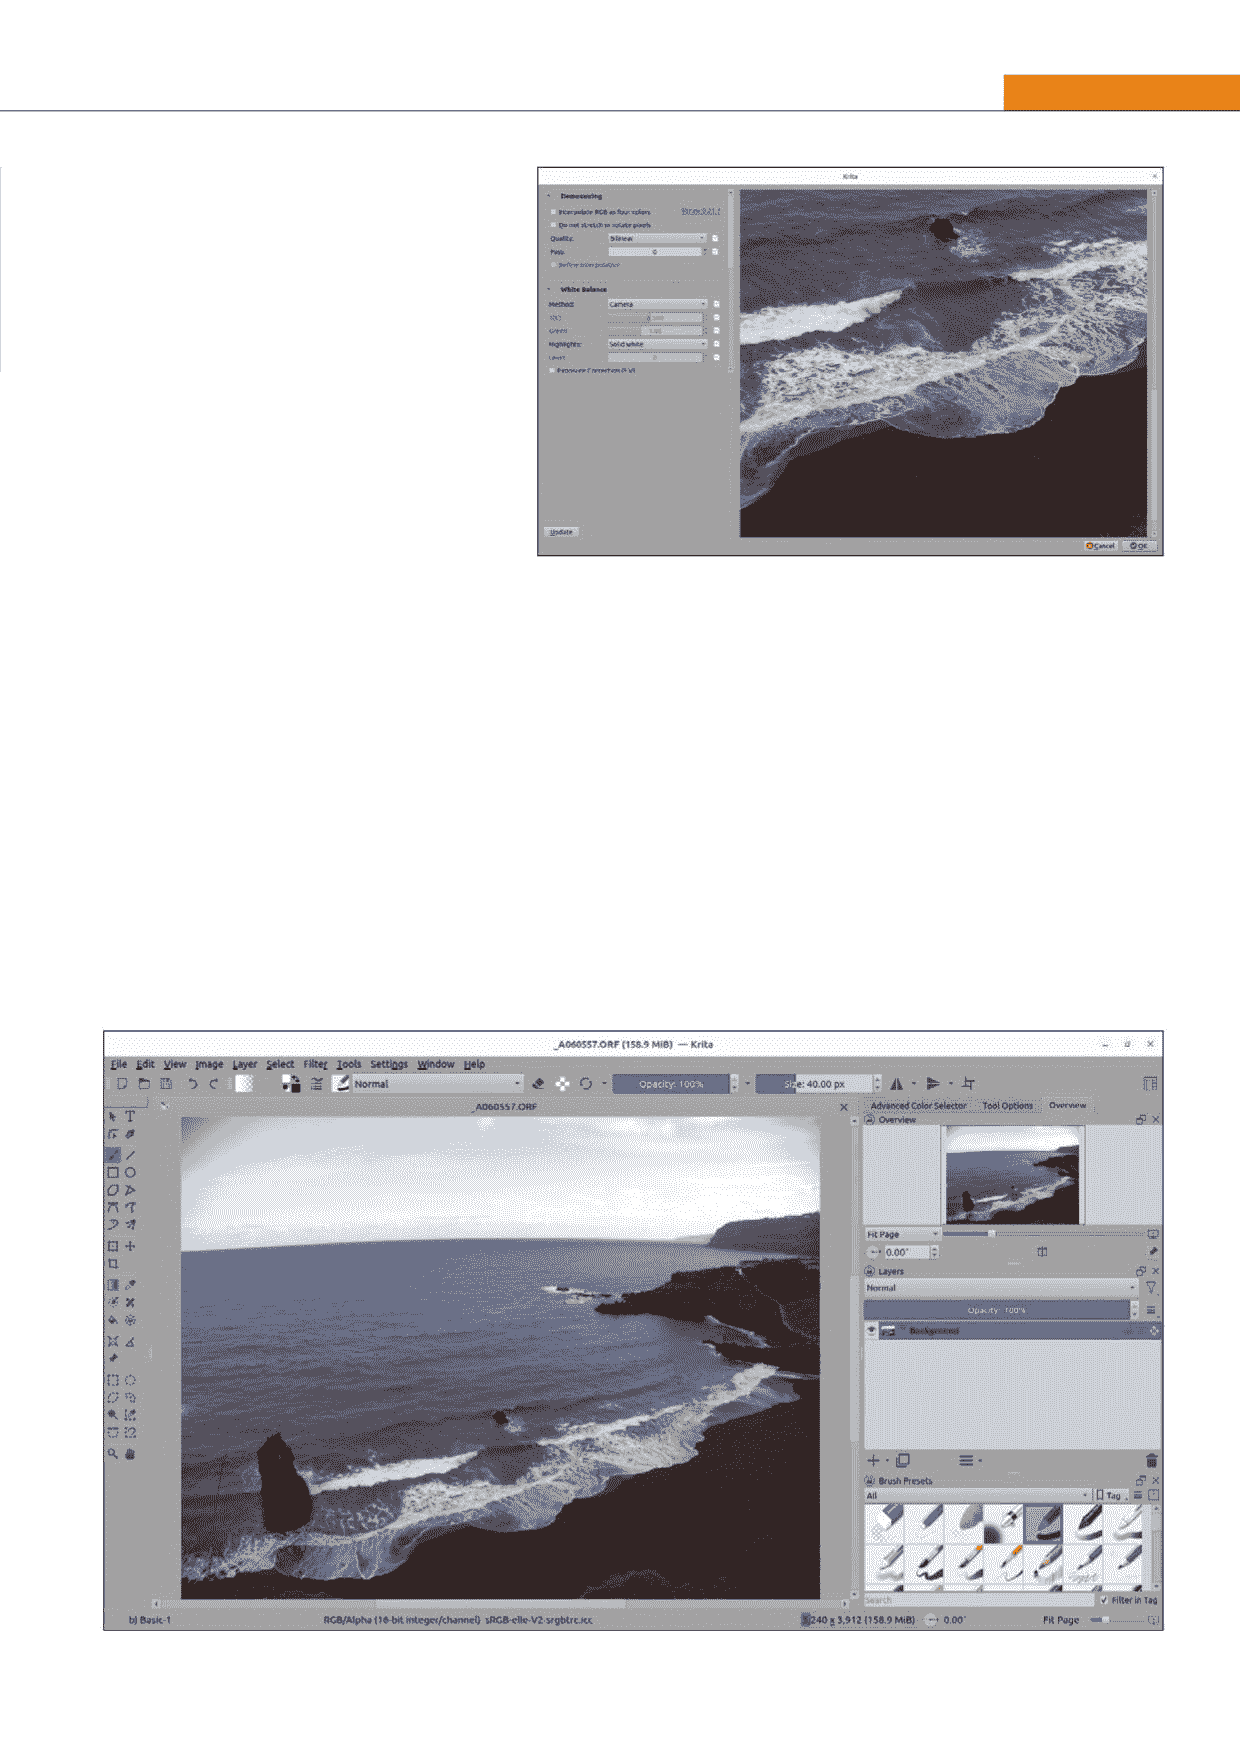 Krita
Demosaicing
Interpolate RGB as four colors
Do not stretch or rotate pixels
Quality: Bilinear
Pass: 0
White Balance
Method: Camera
Green:
Highlights: Solid white
Level: 0
Exposure Correction (E.V)
Update
Cancel OK
_A060557.ORF (158.9 MiB) — Krita
File Edit View Image Layer Select Filter Tools Settings Window Help
Normal Opacity: 100% Size: 40.00 px
_A060557.ORF
Advanced Color Selector Tool Options Overview
Overview
Fit Page
0.00°
Layers
Normal
Opacity: 100%
Background
Brush Presets
All Tag
Search Filter in Tag
b) Basic-1 RGB/Alpha (16-bit integer/channel) sRGB-elle-V2-srgbtrc.icc 240 x 3,912 (158.9 MiB) 0.00° Fit Page